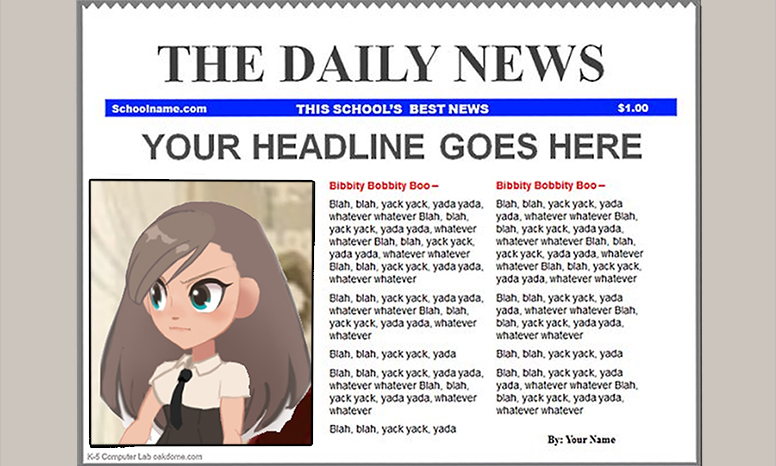 THE DAILY NEWS
Schoolname.com THIS SCHOOL'S BEST NEWS $1.00
YOUR HEADLINE GOES HERE
Bibbity Bobbity Boo –
Blah, blah, yack yack, yada yada,
whatever whatever Blah, blah,
yack yack, yada yada, whatever
whatever Blah, blah, yack yack,
yada yada, whatever whatever
Blah, blah, yack yack, yada yada,
whatever whatever
Blah, blah, yack yack, yada yada,
whatever whatever Blah, blah,
yack yack, yada yada, whatever
whatever
Blah, blah, yack yack, yada
Blah, blah, yack yack, yada yada,
whatever whatever Blah, blah,
yack yack, yada yada, whatever
whatever
Blah, blah, yack yack, yada
Bibbity Bobbity Boo –
Blah, blah, yack yack, yada
yada, whatever whatever Blah,
blah, yack yack, yada yada,
whatever whatever Blah, blah,
yack yack, yada yada, whatever
whatever Blah, blah, yack yack,
yada yada, whatever whatever
Blah, blah, yack yack, yada
yada, whatever whatever Blah,
blah, yack yack, yada yada,
whatever whatever
Blah, blah, yack yack, yada
Blah, blah, yack yack, yada
yada, whatever whatever Blah,
blah, yack yack, yada yada,
whatever whatever
By: Your Name
K-5 Computer Lab oakdome.com